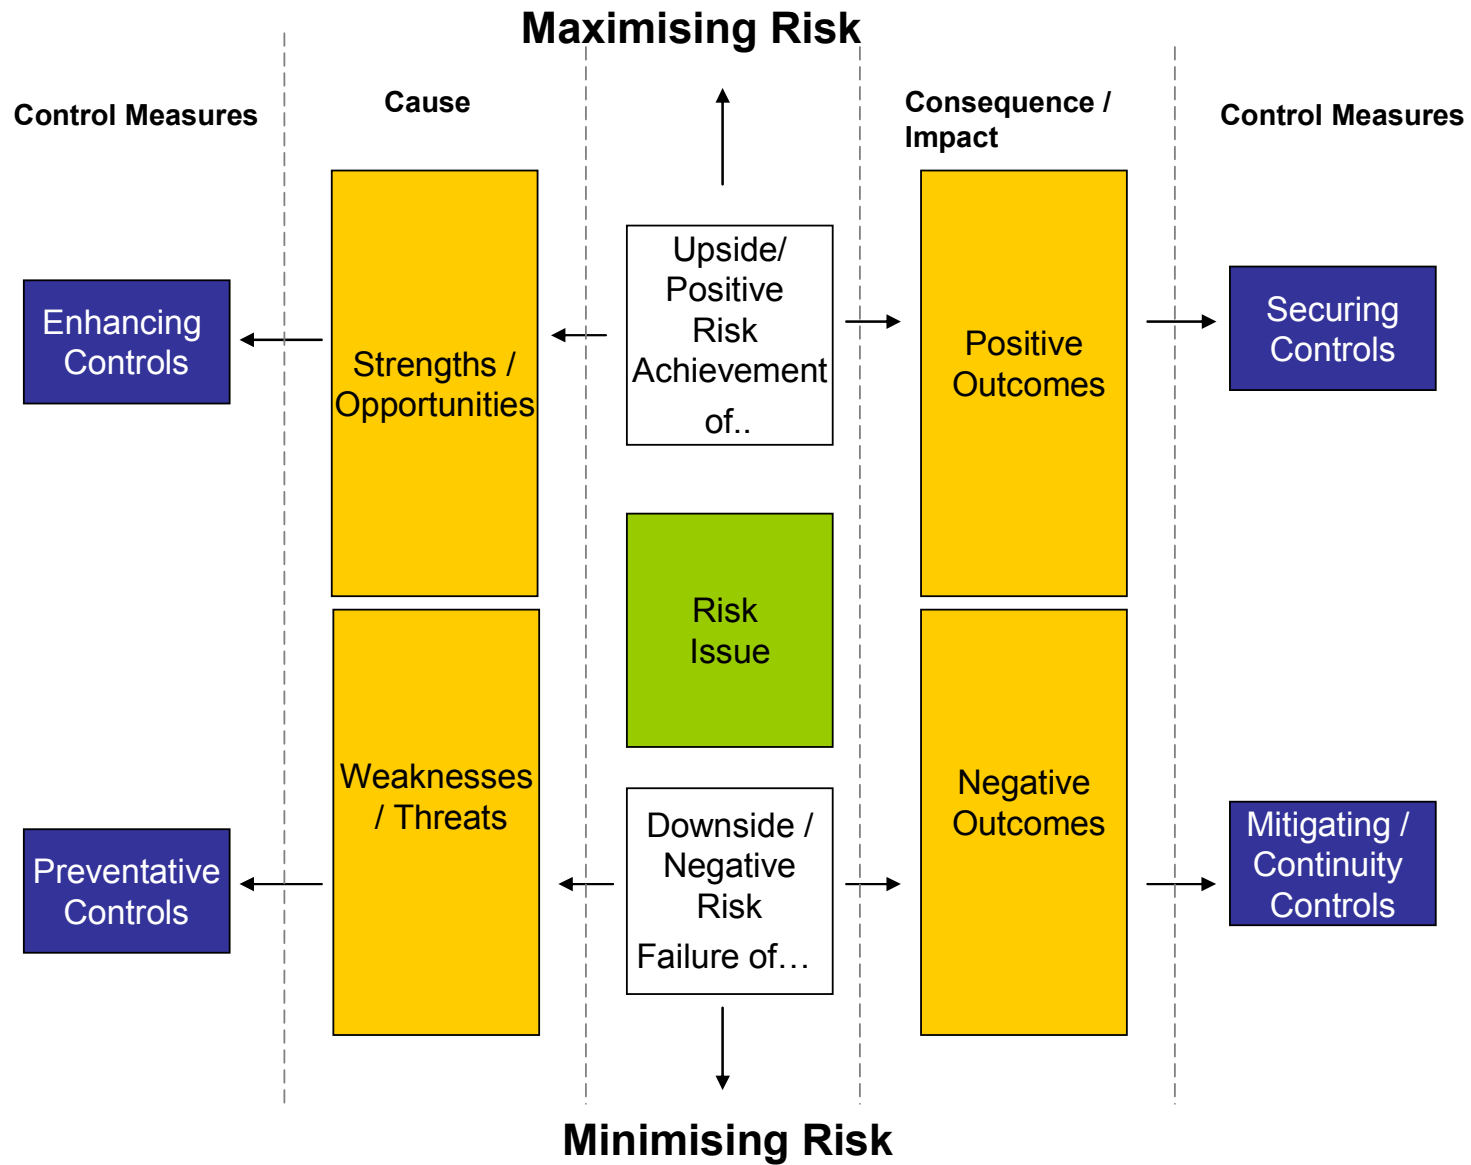 Maximising Risk
Control Measures
Cause
Consequence /
Impact
Control Measures
Enhancing
Controls
Strengths /
Opportunities
Upside/
Positive
Risk
Achievement
of..
Positive
Outcomes
Securing
Controls
Risk
Issue
Preventative
Controls
Weaknesses
/ Threats
Downside /
Negative
Risk
Failure of…
Negative
Outcomes
Mitigating /
Continuity
Controls
Minimising Risk